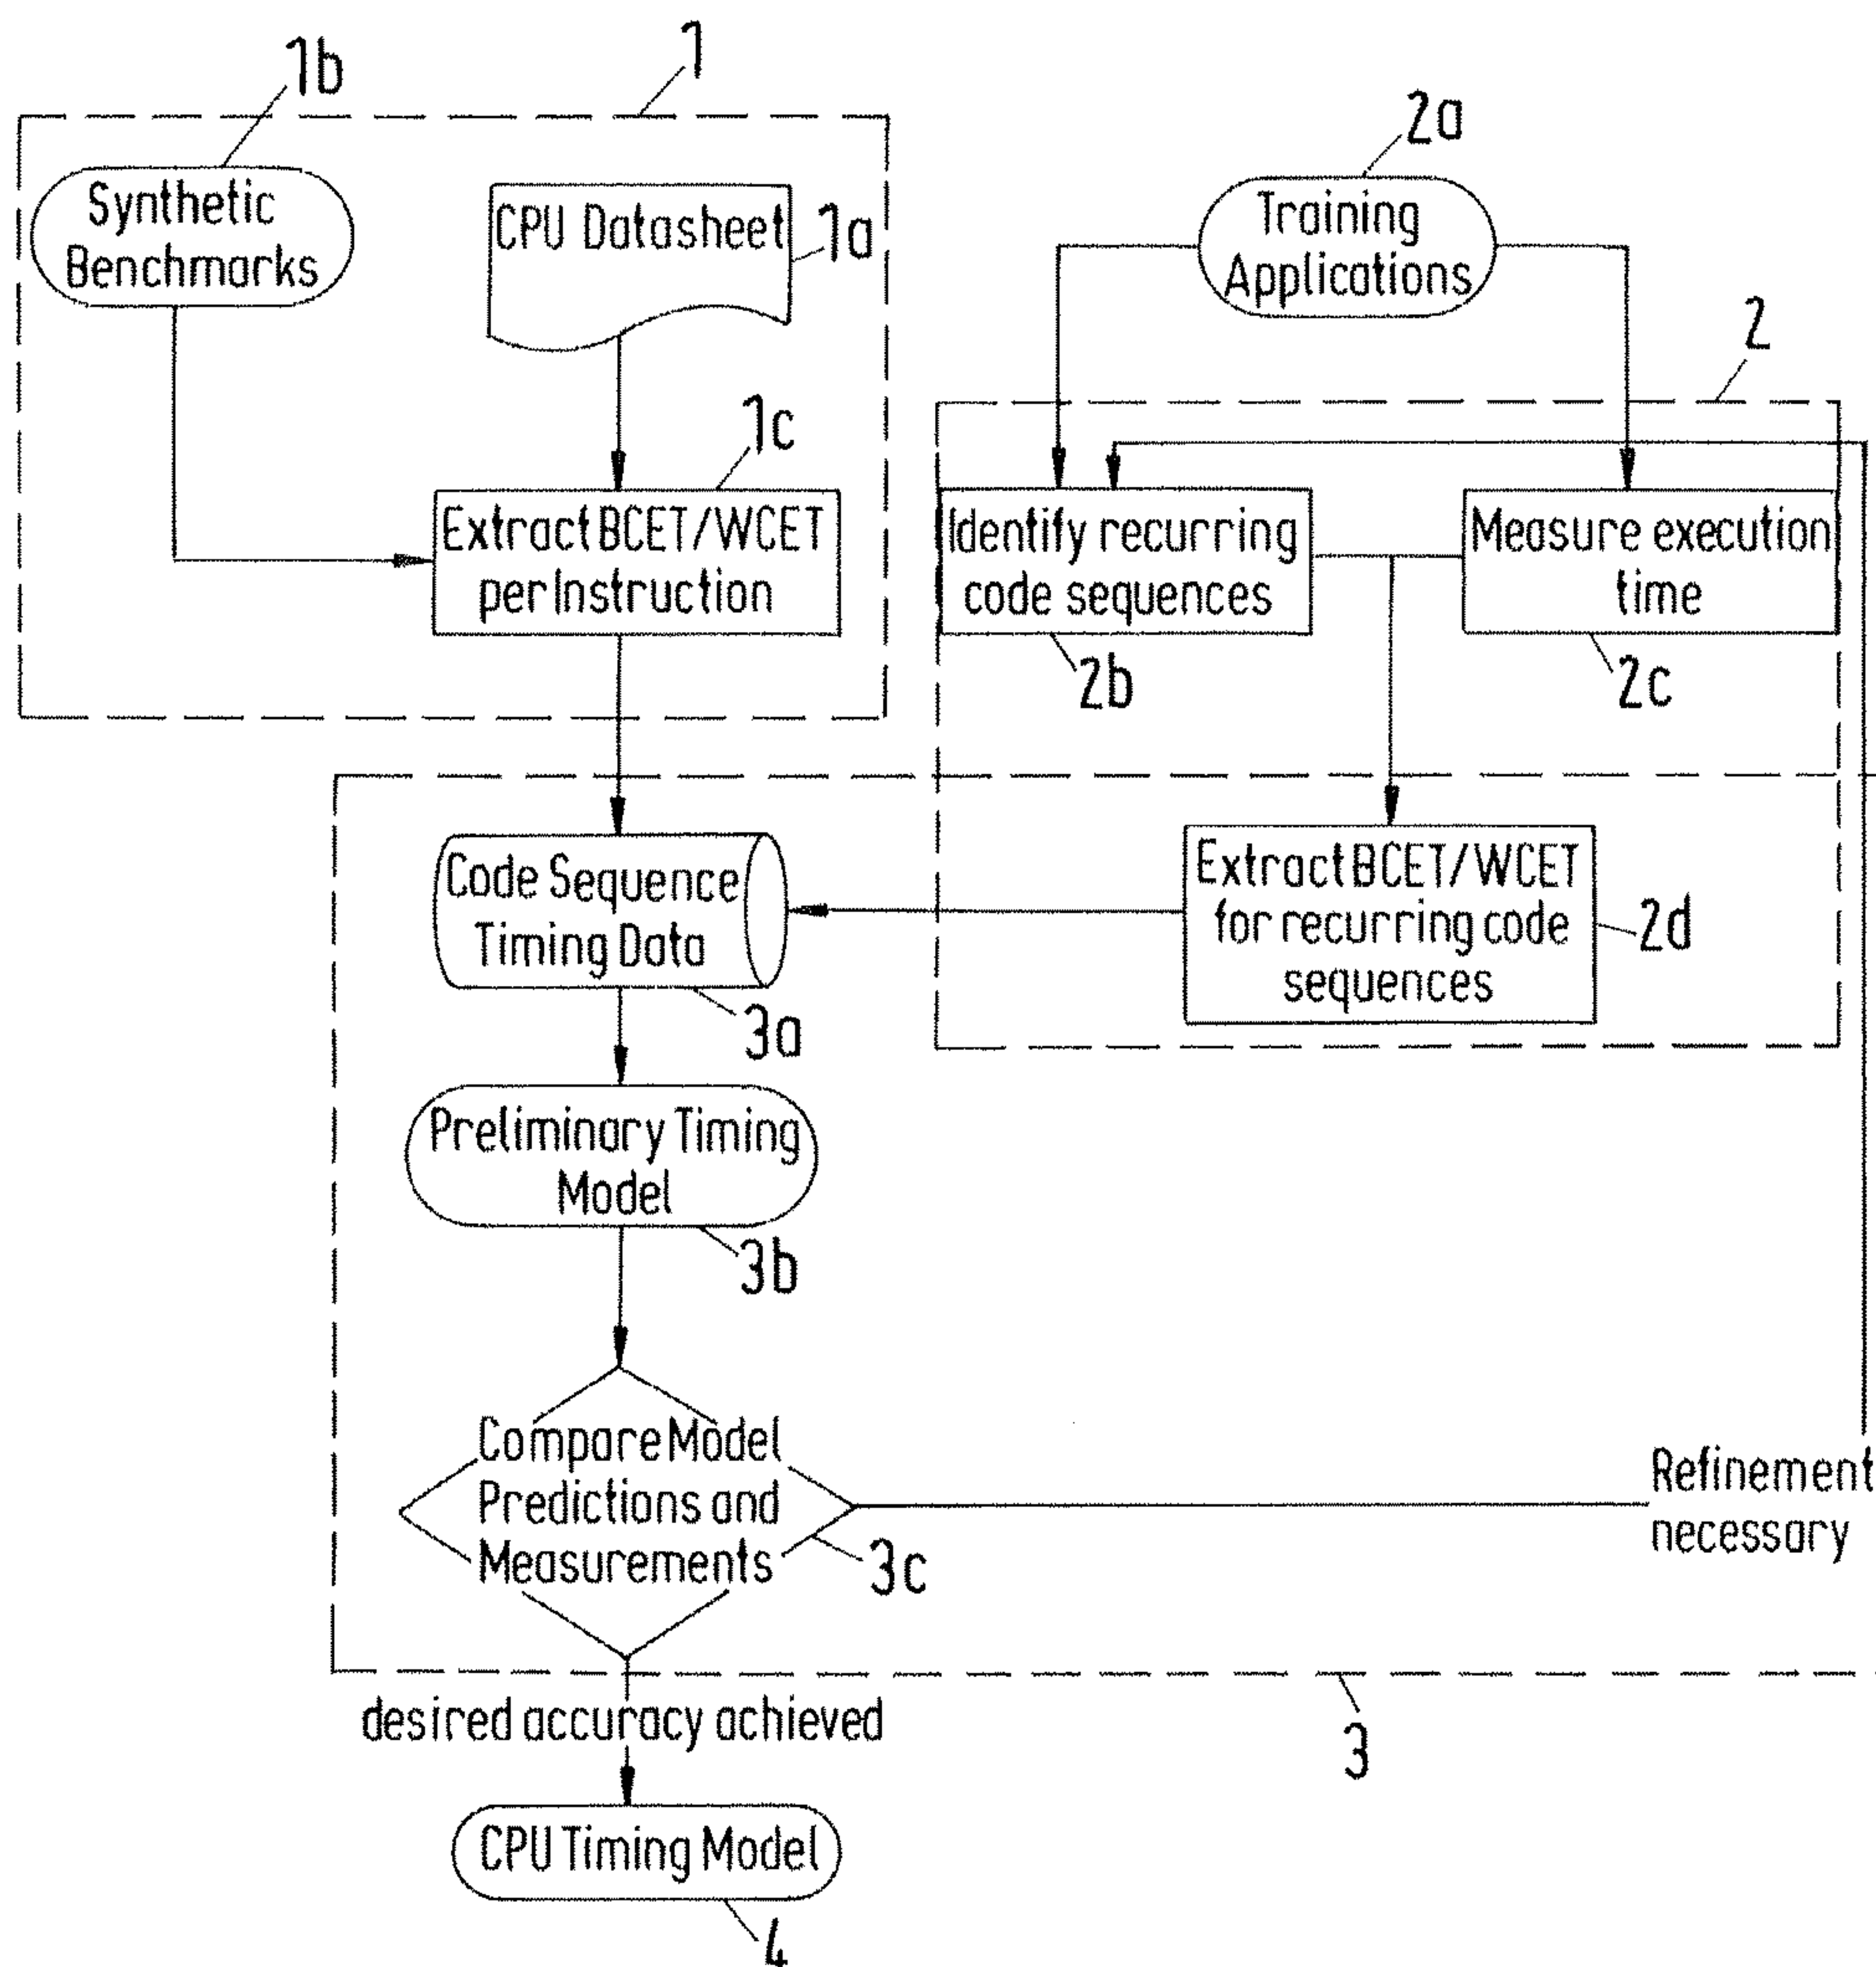 1b
1
2a
Synthetic
Benchmarks
CPU Datasheet
1a
Training
Applications
2
1c
Extract BCET/WCET
per Instruction
Identify recurring
code sequences
Measure execution
time
2b
2c
Code Sequence
Timing Data
3a
Extract BCET/WCET
for recurring code
sequences
2d
Preliminary Timing
Model
3b
Compare Model
Predictions and
Measurements
3c
Refinement
necessary
desired accuracy achieved
3
CPU Timing Model
4